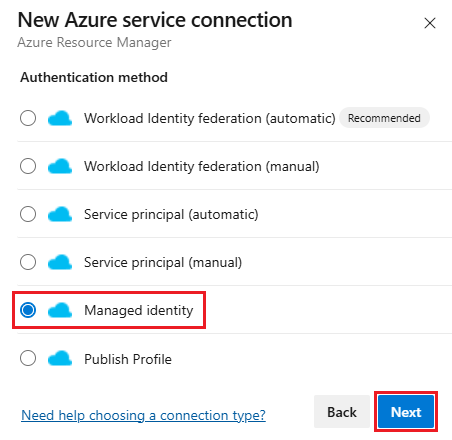 New Azure service connection
Azure Resource Manager
Authentication method
Workload Identity federation (automatic) Recommended
Workload Identity federation (manual)
Service principal (automatic)
Service principal (manual)
Managed identity
Publish Profile
Need help choosing a connection type? Back Next